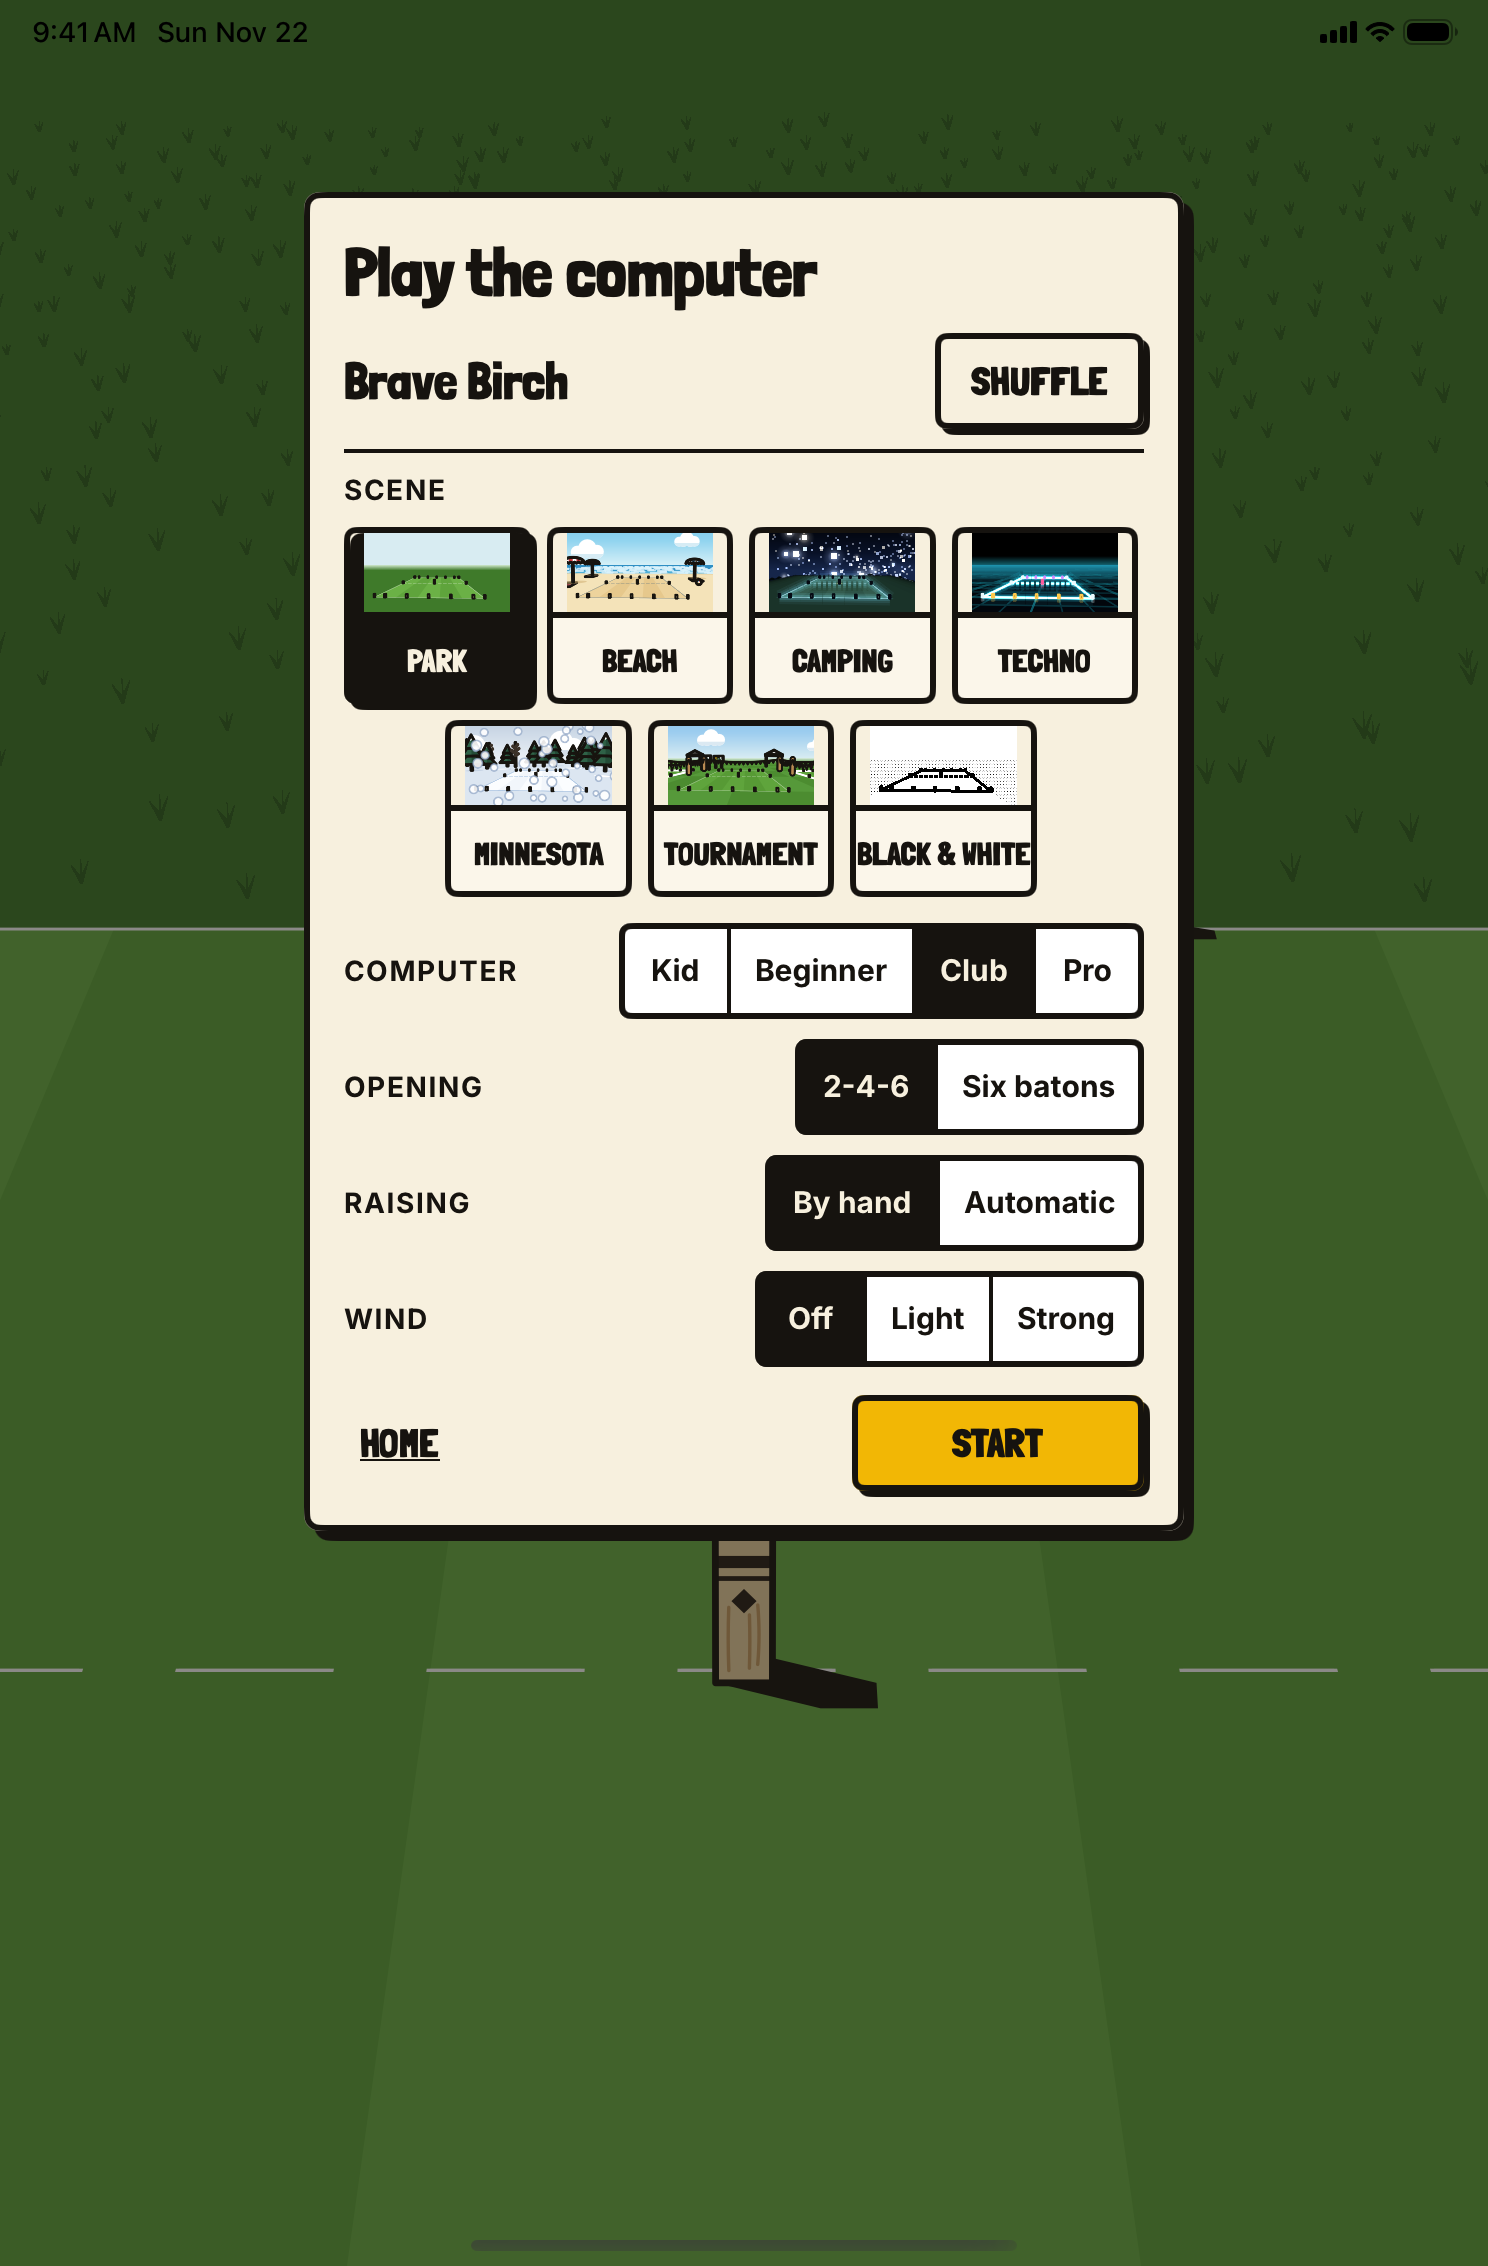 9:41 AM Sun Nov 22
Play the computer
Brave Birch
SHUFFLE
SCENE
PARK
BEACH
CAMPING
TECHNO
MINNESOTA
TOURNAMENT
BLACK & WHITE
COMPUTER
Kid
Beginner
Club
Pro
OPENING
2-4-6
Six batons
RAISING
By hand
Automatic
WIND
Off
Light
Strong
HOME
START